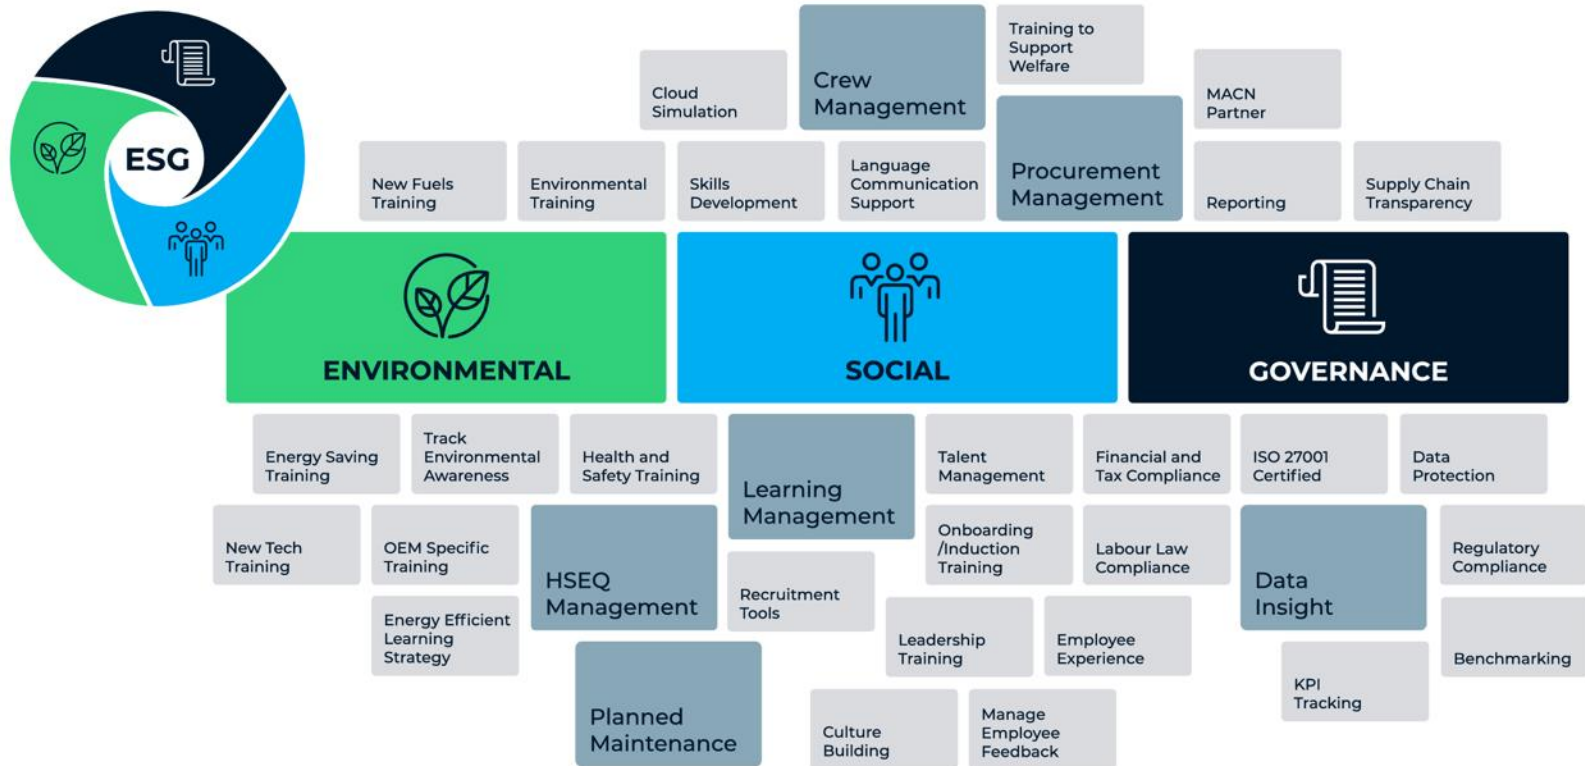 ESG
Crew
Management
Training to
Support
Welfare
Cloud
Simulation
MACN
Partner
New Fuels
Training
Environmental
Training
Skills
Development
Language
Communication
Support
Procurement
Management
Reporting
Supply Chain
Transparency
ENVIRONMENTAL
SOCIAL
GOVERNANCE
Energy Saving
Training
Track
Environmental
Awareness
Health and
Safety Training
Learning
Management
Talent
Management
Financial and
Tax Compliance
ISO 27001
Certified
Data
Protection
New Tech
Training
OEM Specific
Training
HSEQ
Management
Recruitment
Tools
Onboarding
/Induction
Training
Labour Law
Compliance
Data
Insight
Regulatory
Compliance
Energy Efficient
Learning
Strategy
Leadership
Training
Employee
Experience
Benchmarking
Planned
Maintenance
KPI
Tracking
Culture
Building
Manage
Employee
Feedback